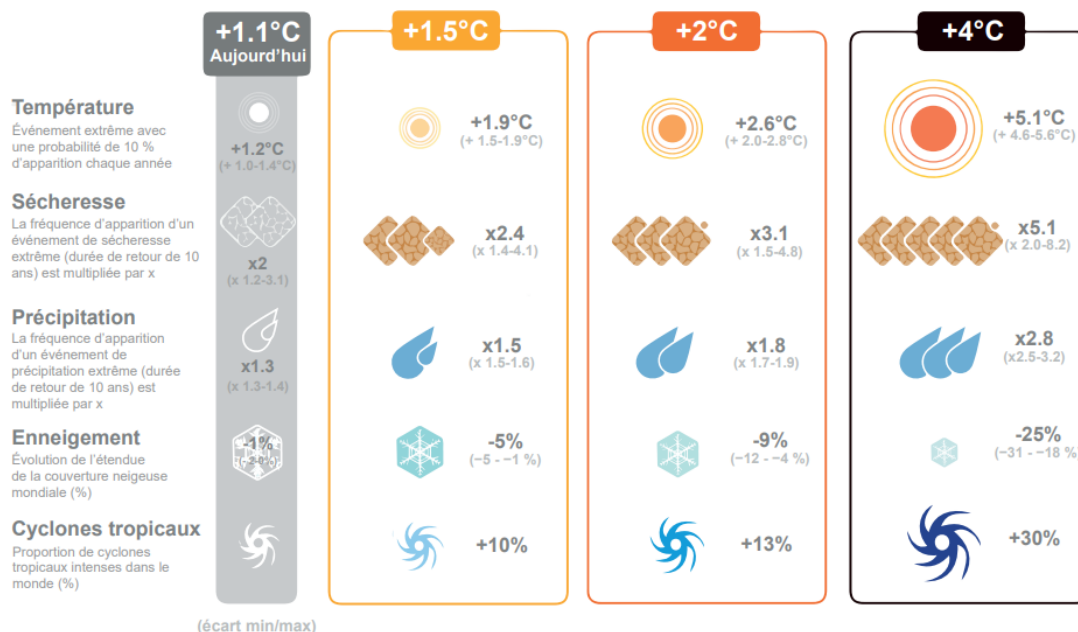 +1.1°C
Aujourd'hui
+1.5°C
+2°C
+4°C
Température
Événement extrême avec
une probabilité de 10 %
d'apparition chaque année
+1.2°C
(+ 1.0-1.4°C)
+1.9°C
(+ 1.5-1.9°C)
+2.6°C
(+ 2.0-2.8°C)
+5.1°C
(+ 4.6-5.6°C)
Sécheresse
La fréquence d'apparition d'un
événement de sécheresse
extrême (durée de retour de 10
ans) est multipliée par x
x2
(x 1.2-3.1)
x2.4
(x 1.4-4.1)
x3.1
(x 1.5-4.8)
x5.1
(x 2.0-8.2)
Précipitation
La fréquence d'apparition
d'un événement de
précipitation extrême (durée
de retour de 10 ans) est
multipliée par x
x1.3
(x 1.3-1.4)
x1.5
(x 1.5-1.6)
x1.8
(x 1.7-1.9)
x2.8
(x2.5-3.2)
Enneigement
Évolution de l'étendue
de la couverture neigeuse
mondiale (%)
-1%
-5%
(−5 - −1 %)
-9%
(−12 - −4 %)
-25%
(−31 - −18 %
Cyclones tropicaux
Proportion de cyclones
tropicaux intenses dans le
monde (%)
+10%
+13%
+30%
(écart min/max)